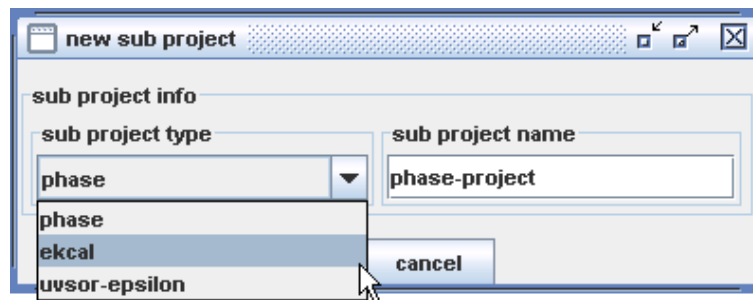 new sub project
sub project info
sub project type
sub project name
phase
phase-project
phase
ekcal
uvsor-epsilon
cancel